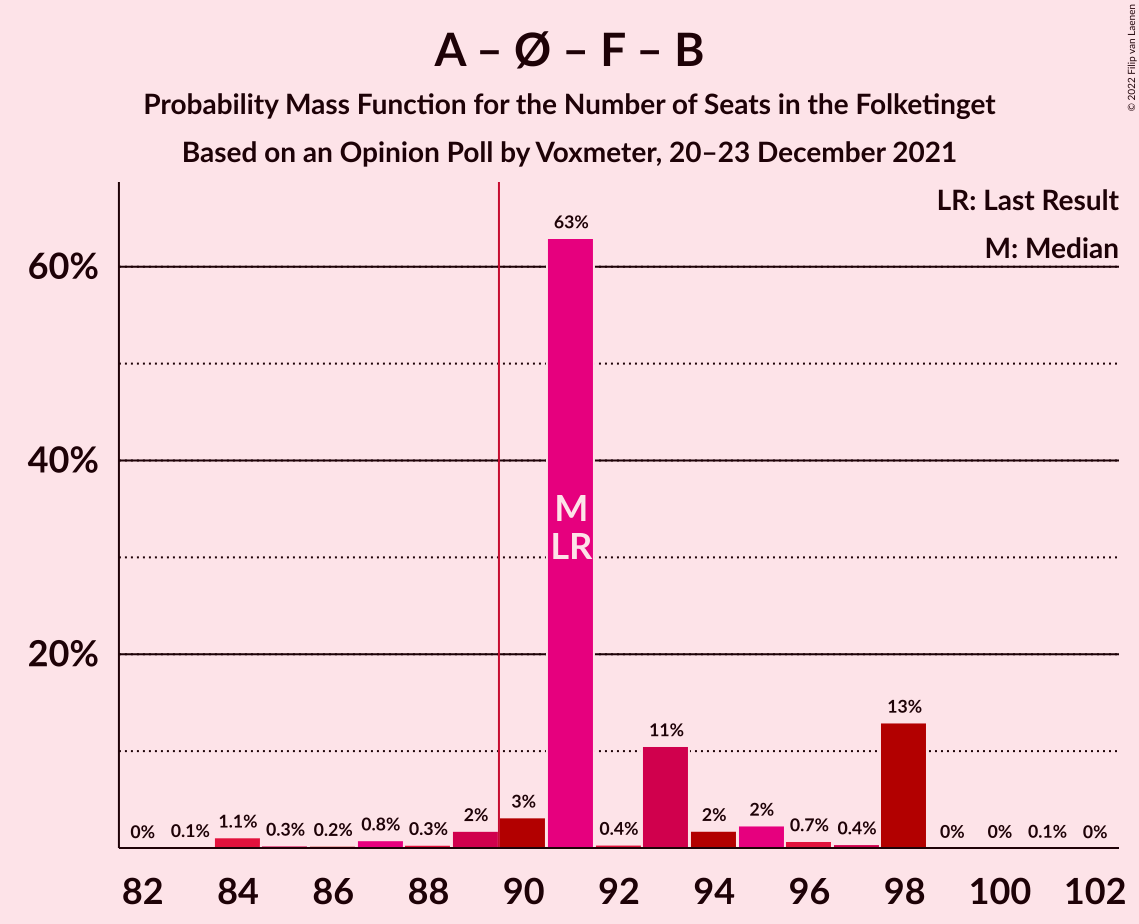 A – Ø – F – B
Probability Mass Function for the Number of Seats in the Folketinget
Based on an Opinion Poll by Voxmeter, 20–23 December 2021
© 2022 Filip van Laenen
LR: Last Result
M: Median
60%
40%
20%
0%
0.1%
1.1%
0.3%
0.2%
0.8%
0.3%
2%
3%
63%
0.4%
11%
2%
2%
0.7%
0.4%
13%
0%
0%
0.1%
0%
M
LR
82 84 86 88 90 92 94 96 98 100 102